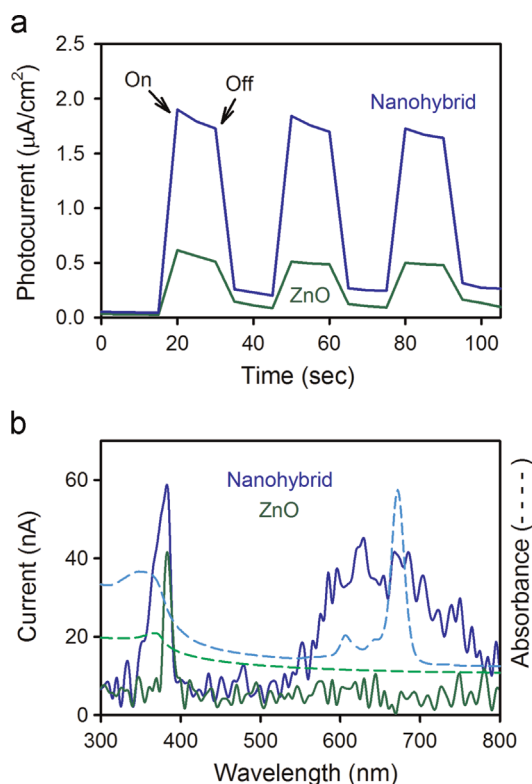 a
2.5
2.0
1.5
1.0
0.5
0.0
On
Off
Nanohybrid
ZnO
Photocurrent (μA/cm²)
0 20 40 60 80 100
Time (sec)
b
60
40
20
0
Nanohybrid
ZnO
Current (nA)
Absorbance (- - - -)
300 400 500 600 700 800
Wavelength (nm)